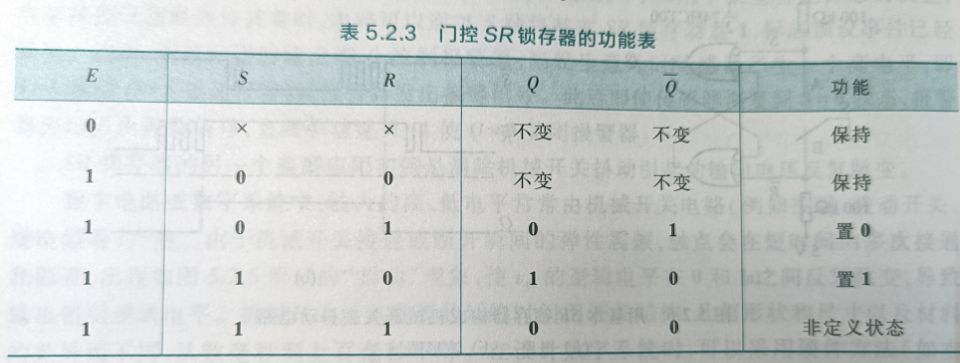 表 5.2.3 门控 SR 锁存器的功能表
E S R Q Q̅ 功能
0 × × 不变 不变 保持
1 0 0 不变 不变 保持
1 0 1 0 1 置 0
1 1 0 1 0 置 1
1 1 1 0 0 非定义状态